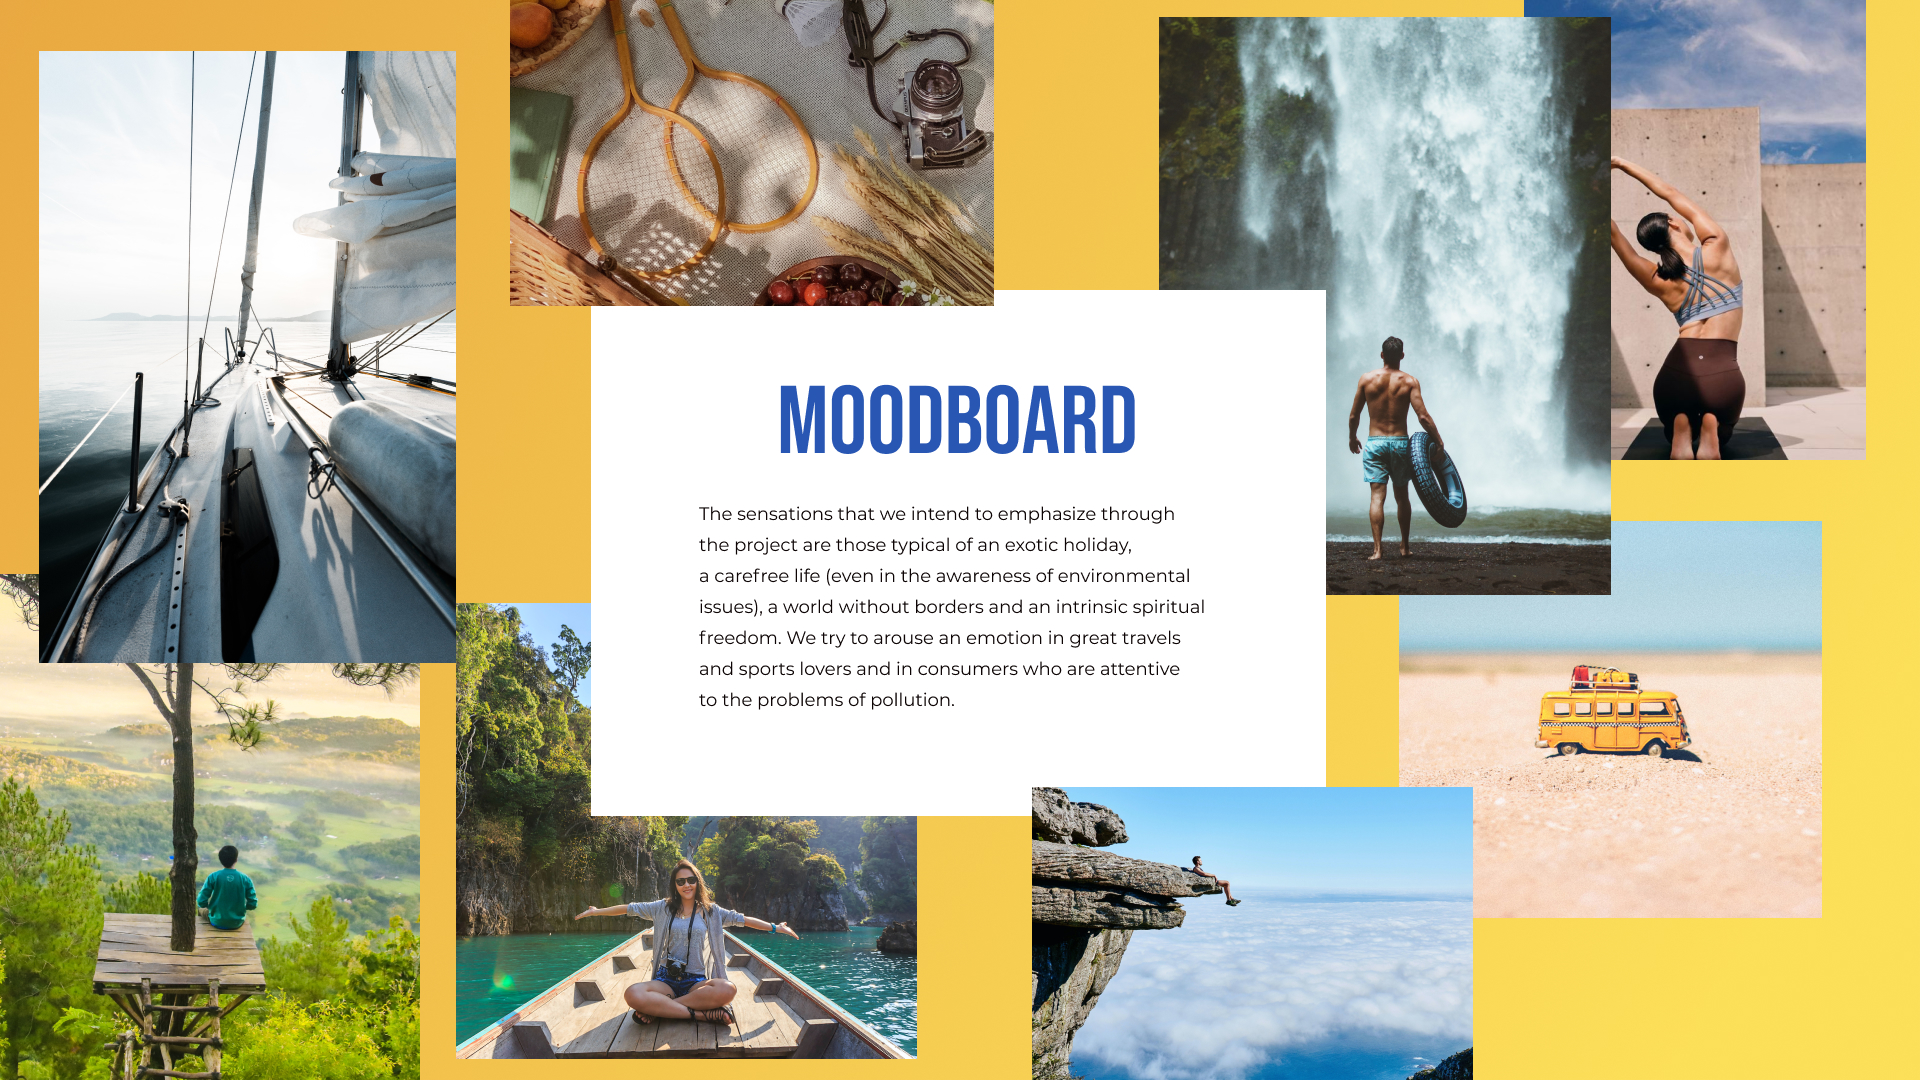 MOODBOARD
The sensations that we intend to emphasize through
the project are those typical of an exotic holiday,
a carefree life (even in the awareness of environmental
issues), a world without borders and an intrinsic spiritual
freedom. We try to arouse an emotion in great travels
and sports lovers and in consumers who are attentive
to the problems of pollution.